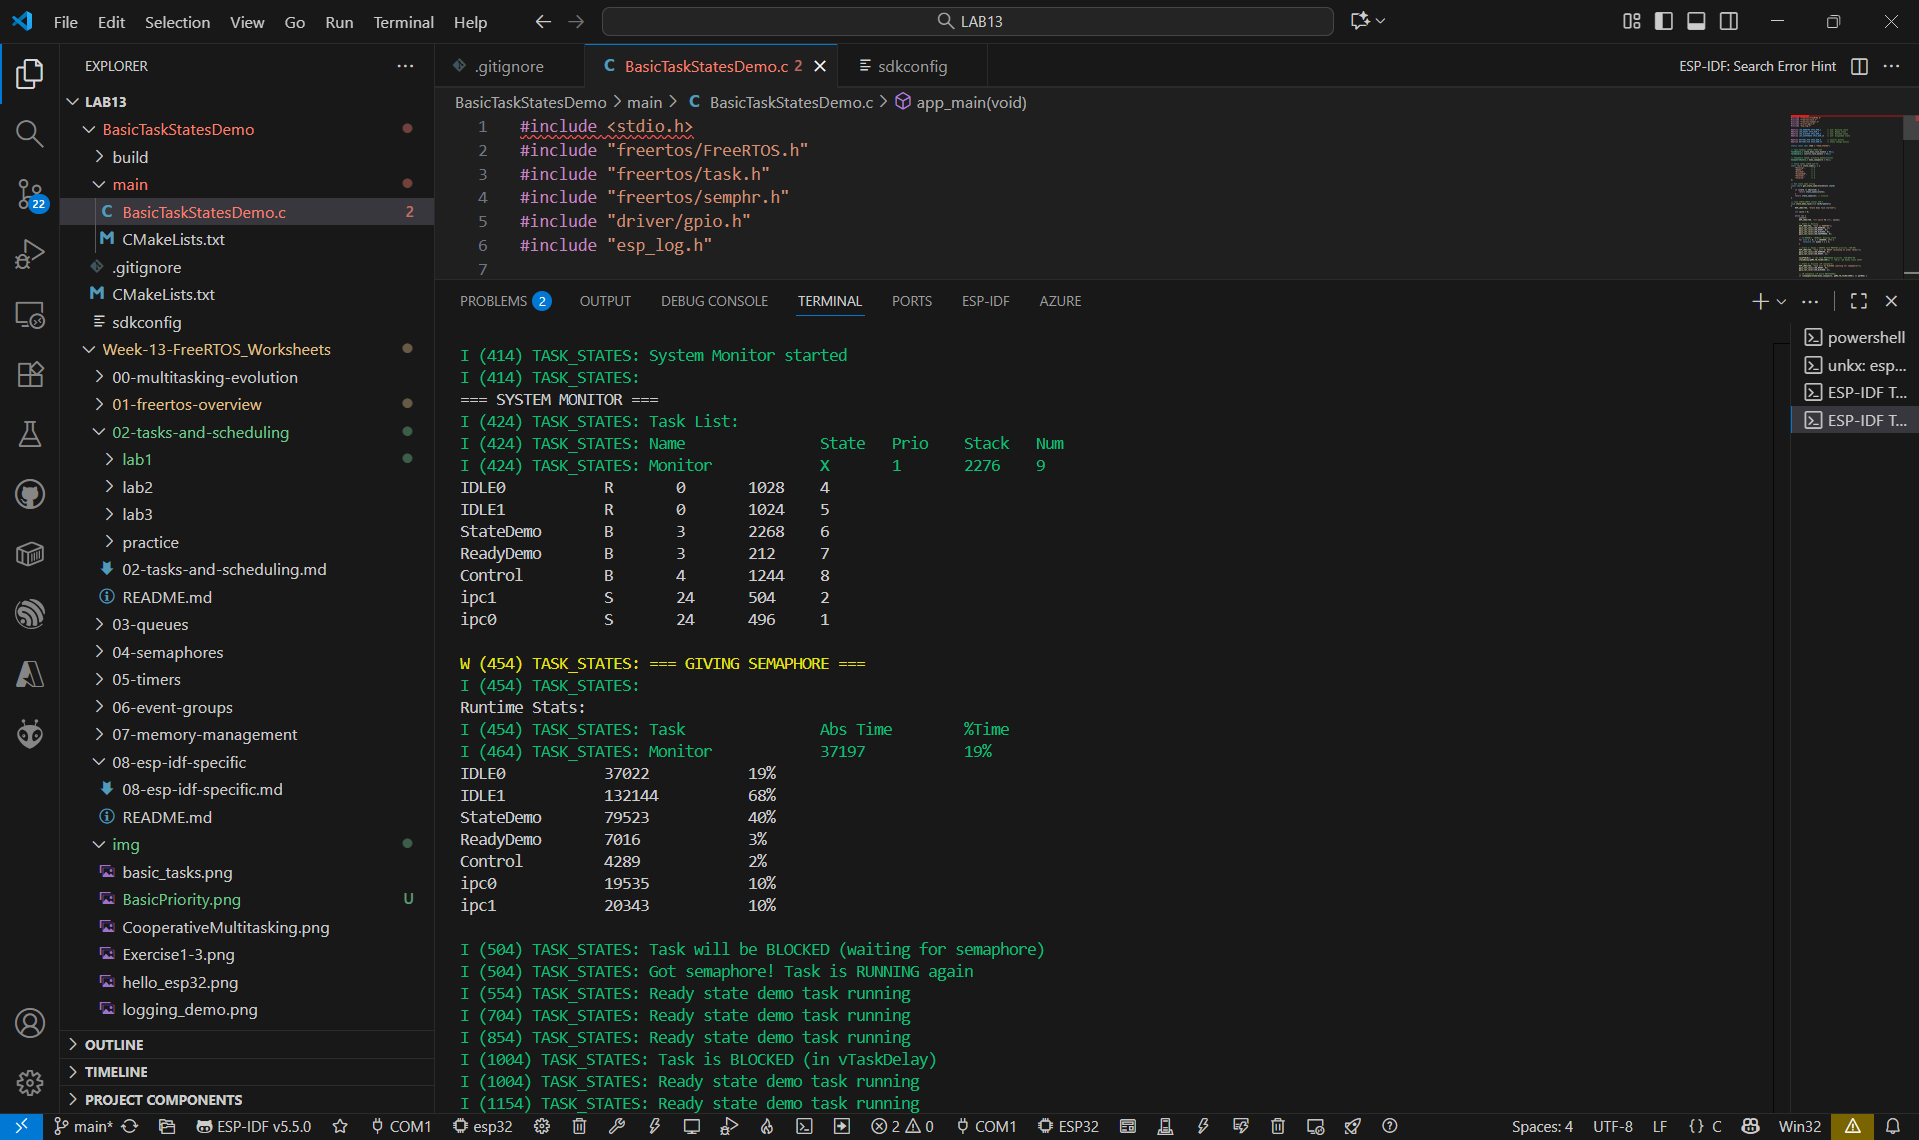 File Edit Selection View Go Run Terminal Help
LAB13
EXPLORER
LAB13
BasicTaskStatesDemo
build
main
C BasicTaskStatesDemo.c 2
CMakeLists.txt
.gitignore
CMakeLists.txt
sdkconfig
Week-13-FreeRTOS_Worksheets
00-multitasking-evolution
01-freertos-overview
02-tasks-and-scheduling
lab1
lab2
lab3
practice
02-tasks-and-scheduling.md
README.md
03-queues
04-semaphores
05-timers
06-event-groups
07-memory-management
08-esp-idf-specific
08-esp-idf-specific.md
README.md
img
basic_tasks.png
BasicPriority.png U
CooperativeMultitasking.png
Exercise1-3.png
hello_esp32.png
logging_demo.png
OUTLINE
TIMELINE
PROJECT COMPONENTS
22
.gitignore
C BasicTaskStatesDemo.c 2
sdkconfig
ESP-IDF: Search Error Hint
BasicTaskStatesDemo > main > C BasicTaskStatesDemo.c > app_main(void)
1 #include <stdio.h>
2 #include "freertos/FreeRTOS.h"
3 #include "freertos/task.h"
4 #include "freertos/semphr.h"
5 #include "driver/gpio.h"
6 #include "esp_log.h"
7
PROBLEMS 2 OUTPUT DEBUG CONSOLE TERMINAL PORTS ESP-IDF AZURE
I (414) TASK_STATES: System Monitor started
I (414) TASK_STATES:
=== SYSTEM MONITOR ===
I (424) TASK_STATES: Task List:
I (424) TASK_STATES: Name State Prio Stack Num
I (424) TASK_STATES: Monitor X 1 2276 9
IDLE0 R 0 1028 4
IDLE1 R 0 1024 5
StateDemo B 3 2268 6
ReadyDemo B 3 212 7
Control B 4 1244 8
ipc1 S 24 504 2
ipc0 S 24 496 1
W (454) TASK_STATES: === GIVING SEMAPHORE ===
I (454) TASK_STATES:
Runtime Stats:
I (454) TASK_STATES: Task Abs Time %Time
I (464) TASK_STATES: Monitor 37197 19%
IDLE0 37022 19%
IDLE1 132144 68%
StateDemo 79523 40%
ReadyDemo 7016 3%
Control 4289 2%
ipc0 19535 10%
ipc1 20343 10%
I (504) TASK_STATES: Task will be BLOCKED (waiting for semaphore)
I (504) TASK_STATES: Got semaphore! Task is RUNNING again
I (554) TASK_STATES: Ready state demo task running
I (704) TASK_STATES: Ready state demo task running
I (854) TASK_STATES: Ready state demo task running
I (1004) TASK_STATES: Task is BLOCKED (in vTaskDelay)
I (1004) TASK_STATES: Ready state demo task running
I (1154) TASK_STATES: Ready state demo task running
powershell
unkx: esp...
ESP-IDF T...
ESP-IDF T...
main* ESP-IDF v5.5.0 COM1 esp32 2 0 COM1 ESP32 Spaces: 4 UTF-8 LF {} C Win32